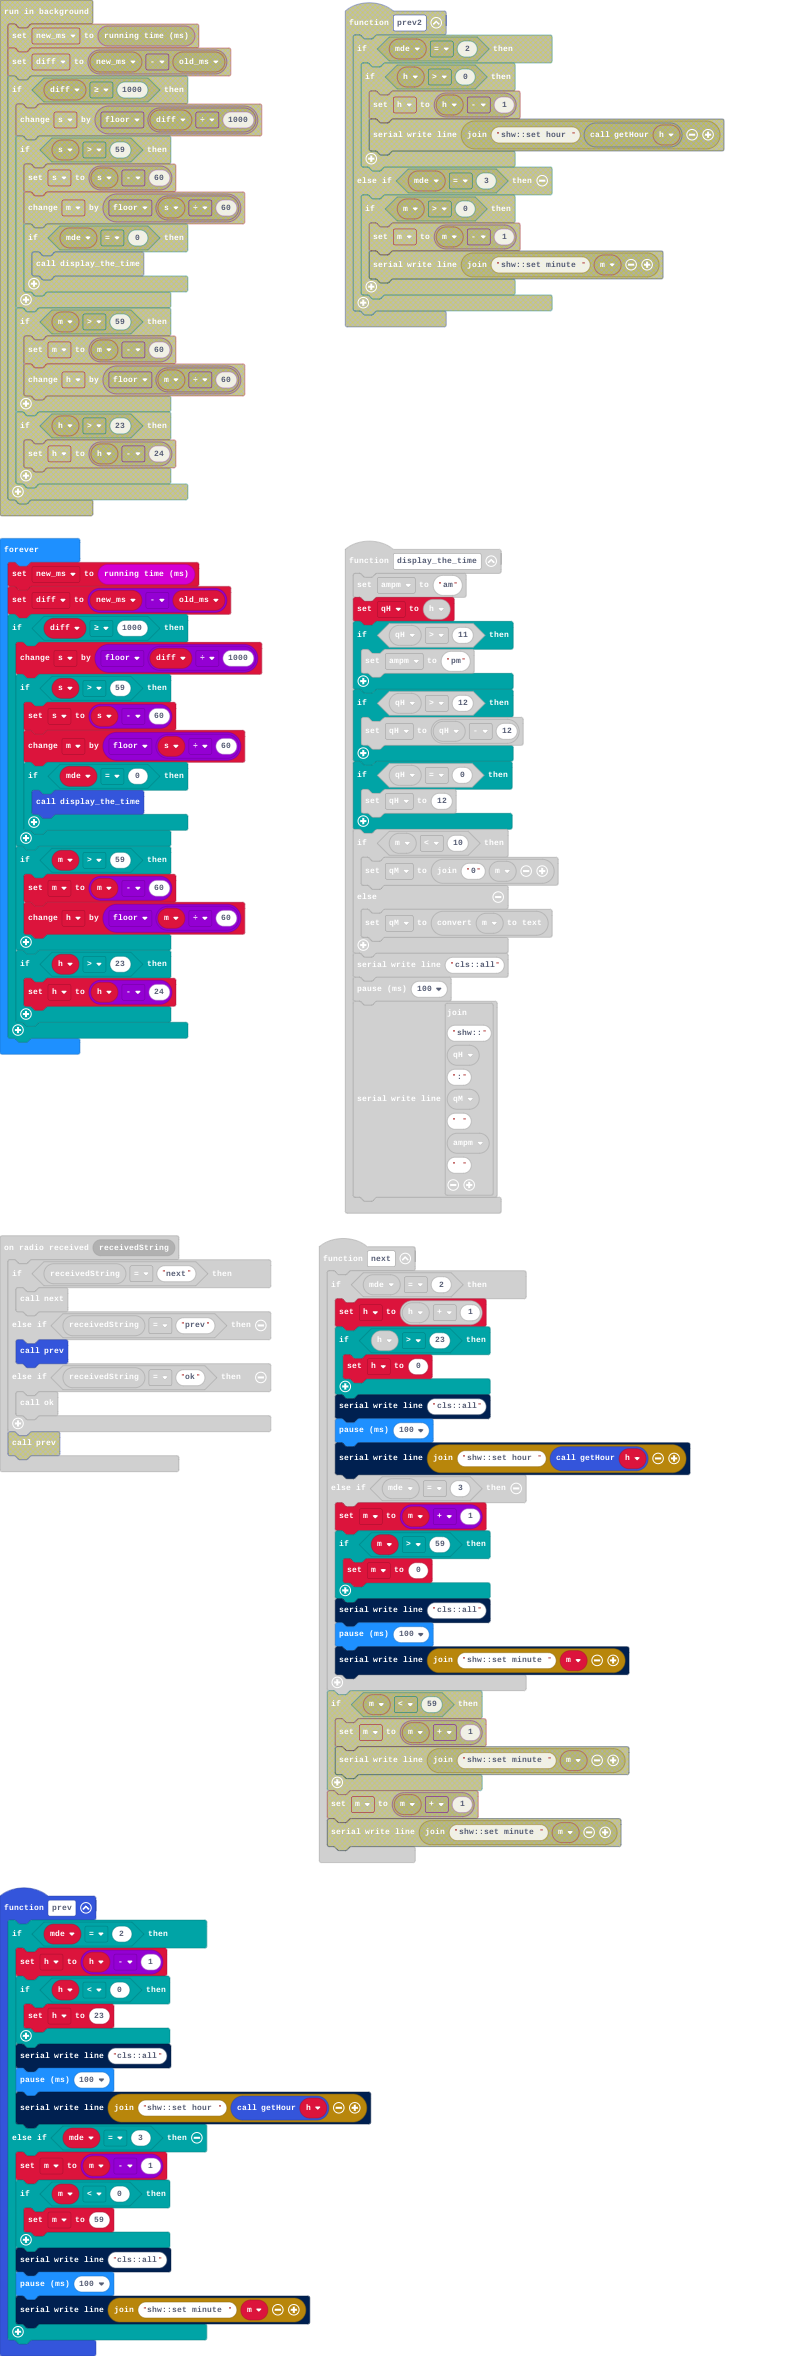 run in background
set new_ms to running time (ms)
set diff to new_ms - old_ms
if diff ≥ 1000 then
change s by floor diff ÷ 1000
if s > 59 then
set s to s - 60
change m by floor s ÷ 60
if mde = 0 then
call display_the_time
if m > 59 then
set m to m - 60
change h by floor m ÷ 60
if h > 23 then
set h to h - 24
function prev2
if mde = 2 then
if h > 0 then
set h to h - 1
serial write line join "shw::set hour " call getHour h
else if mde = 3 then
if m > 0 then
set m to m - 1
serial write line join "shw::set minute " m
forever
set new_ms to running time (ms)
set diff to new_ms - old_ms
if diff ≥ 1000 then
change s by floor diff ÷ 1000
if s > 59 then
set s to s - 60
change m by floor s ÷ 60
if mde = 0 then
call display_the_time
if m > 59 then
set m to m - 60
change h by floor m ÷ 60
if h > 23 then
set h to h - 24
function display_the_time
set ampm to "am"
set qH to h
if qH > 11 then
set ampm to "pm"
if qH > 12 then
set qH to qH - 12
if qH = 0 then
set qH to 12
if m < 10 then
set qM to join "0" m
else
set qM to convert m to text
serial write line "cls::all"
pause (ms) 100
join
"shw::"
qH
":"
qM
serial write line
" "
ampm
" "
on radio received receivedString
if receivedString = "next" then
call next
else if receivedString = "prev" then
call prev
else if receivedString = "ok" then
call ok
call prev
function next
if mde = 2 then
set h to h + 1
if h > 23 then
set h to 0
serial write line "cls::all"
pause (ms) 100
serial write line join "shw::set hour " call getHour h
else if mde = 3 then
set m to m + 1
if m > 59 then
set m to 0
serial write line "cls::all"
pause (ms) 100
serial write line join "shw::set minute " m
if m < 59 then
set m to m + 1
serial write line join "shw::set minute " m
set m to m + 1
serial write line join "shw::set minute " m
function prev
if mde = 2 then
set h to h - 1
if h < 0 then
set h to 23
serial write line "cls::all"
pause (ms) 100
serial write line join "shw::set hour " call getHour h
else if mde = 3 then
set m to m - 1
if m < 0 then
set m to 59
serial write line "cls::all"
pause (ms) 100
serial write line join "shw::set minute " m